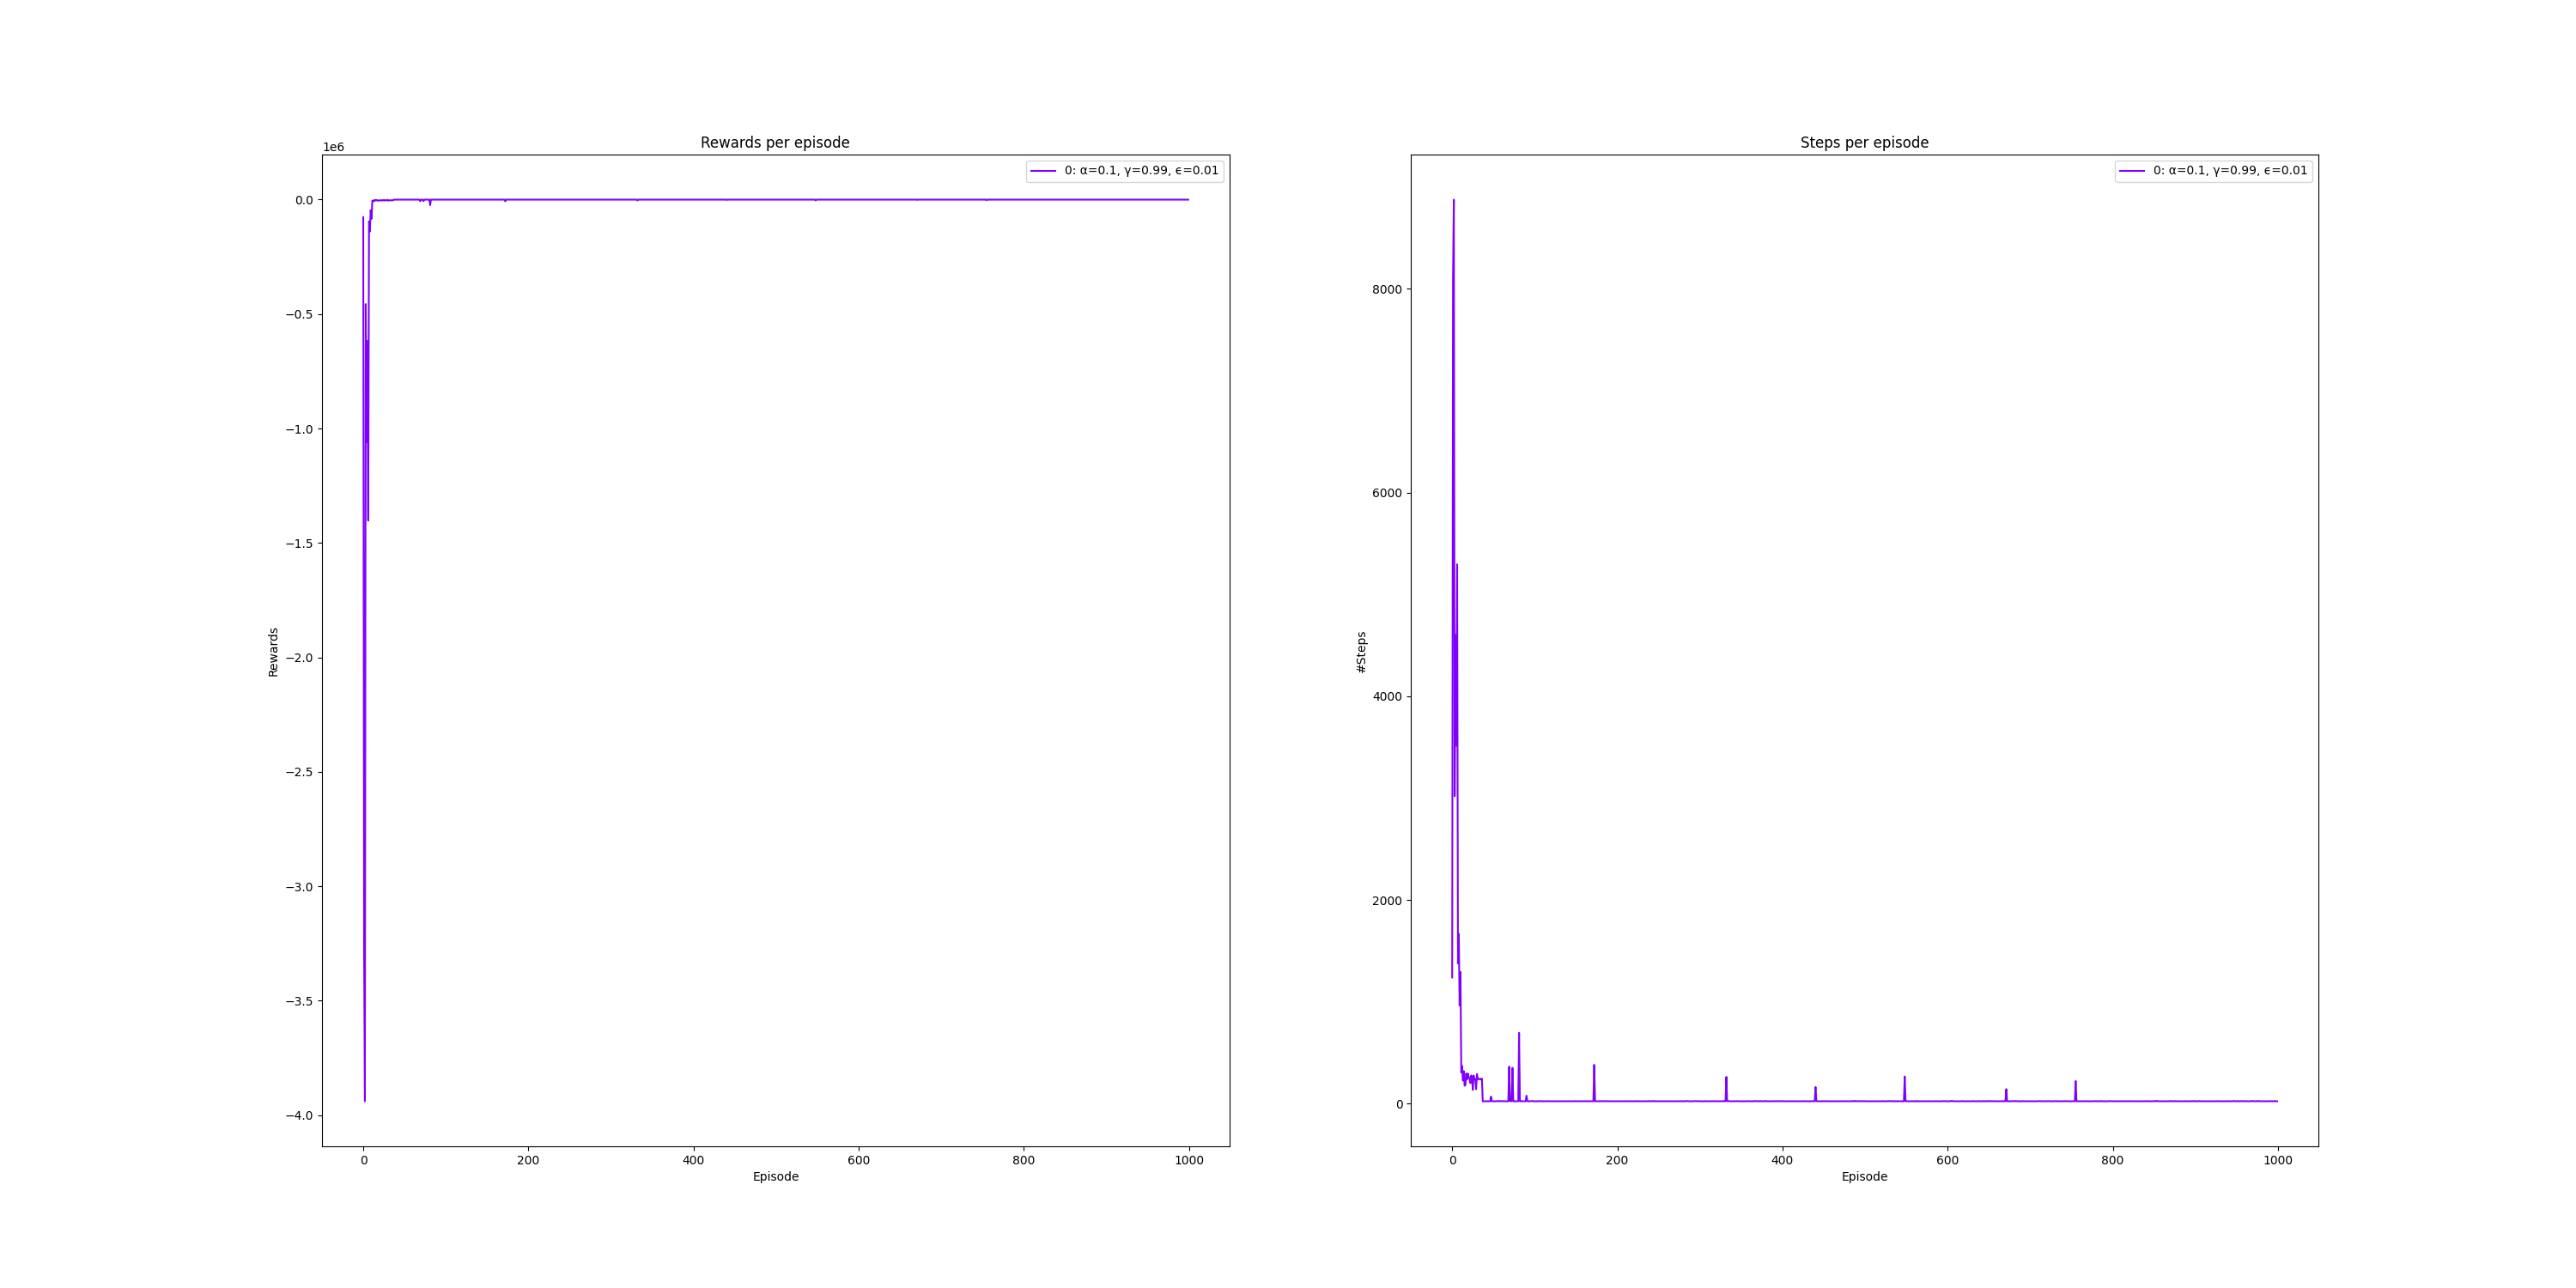 Rewards per episode
1e6
0: α=0.1, γ=0.99, ϵ=0.01
0.0
−0.5
−1.0
−1.5
−2.0
−2.5
−3.0
−3.5
−4.0
Rewards
0 200 400 600 800 1000
Episode
Steps per episode
0: α=0.1, γ=0.99, ϵ=0.01
8000
6000
4000
2000
0
#Steps
0 200 400 600 800 1000
Episode